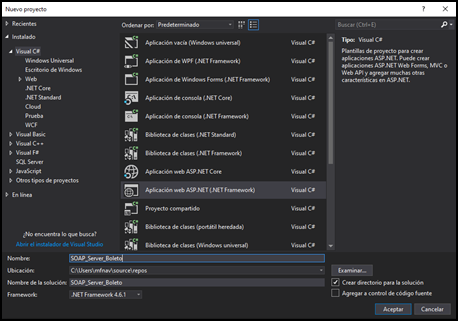 Nuevo proyecto
? ×
Recientes
Ordenar por: Predeterminado
Buscar (Ctrl+E)
Instalado
Visual C#
Windows Universal
Escritorio de Windows
Web
.NET Core
.NET Standard
Cloud
Prueba
WCF
Visual Basic
Visual C++
Visual F#
SQL Server
JavaScript
Otros tipos de proyectos
En línea
¿No encuentra lo que busca?
Abrir el instalador de Visual Studio
Aplicación vacía (Windows universal) Visual C#
Aplicación de WPF (.NET Framework) Visual C#
Aplicación de Windows Forms (.NET Framework) Visual C#
Aplicación de consola (.NET Core) Visual C#
Aplicación de consola (.NET Framework) Visual C#
Biblioteca de clases (.NET Standard) Visual C#
Biblioteca de clases (.NET Framework) Visual C#
Aplicación web ASP.NET Core Visual C#
Aplicación web ASP.NET (.NET Framework) Visual C#
Proyecto compartido Visual C#
Biblioteca de clases (portátil heredada) Visual C#
Biblioteca de clases (Windows universal) Visual C#
Tipo: Visual C#
Plantillas de proyecto para crear
aplicaciones ASP.NET. Puede crear
aplicaciones ASP.NET Web Forms, MVC o
Web API y agregar muchas otras
características en ASP.NET.
Nombre: SOAP_Server_Boleto
Ubicación: C:\Users\mfnav\source\repos
Examinar...
Nombre de la solución: SOAP_Server_Boleto
Crear directorio para la solución
Framework: .NET Framework 4.6.1
Agregar a control de código fuente
Aceptar
Cancelar